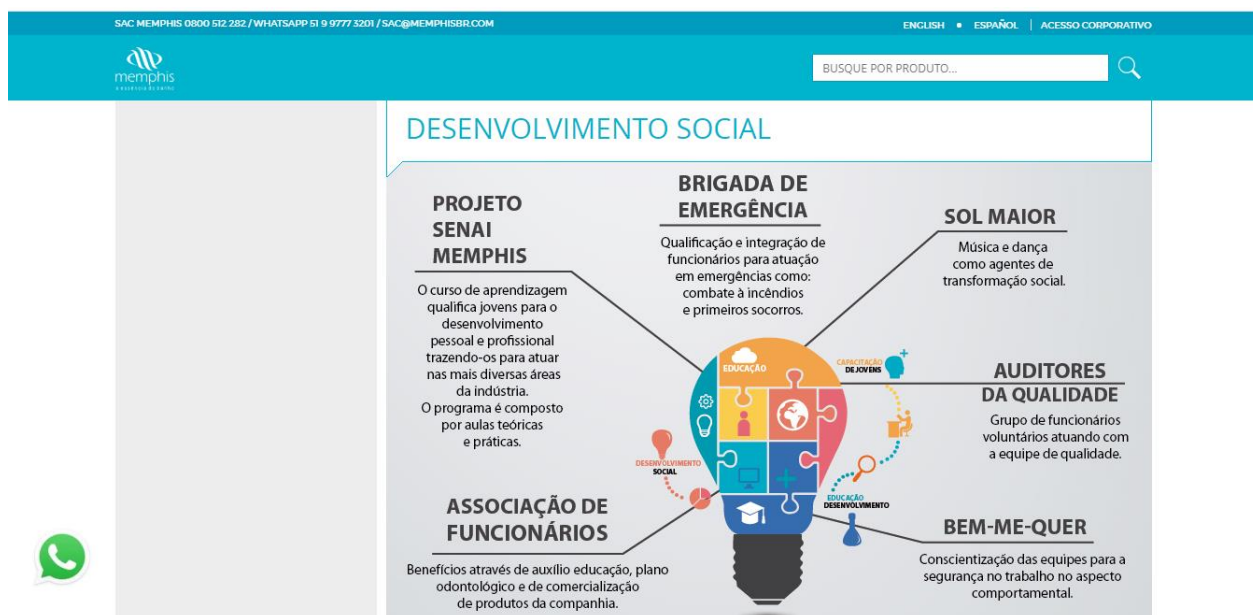 SAC MEMPHIS 0800 512 282 / WHATSAPP 51 9 9777 3201 / SAC@MEMPHISBR.COM
ENGLISH • ESPAÑOL | ACESSO CORPORATIVO
memphis
a essência do banho
BUSQUE POR PRODUTO...
DESENVOLVIMENTO SOCIAL
PROJETO
SENAI
MEMPHIS
O curso de aprendizagem
qualifica jovens para o
desenvolvimento
pessoal e profissional
trazendo-os para atuar
nas mais diversas áreas
da indústria.
O programa é composto
por aulas teóricas
e práticas.
BRIGADA DE
EMERGÊNCIA
Qualificação e integração de
funcionários para atuação
em emergências como:
combate à incêndios
e primeiros socorros.
SOL MAIOR
Música e dança
como agentes de
transformação social.
EDUCAÇÃO
CAPACITAÇÃO
DE JOVENS
AUDITORES
DA QUALIDADE
Grupo de funcionários
voluntários atuando com
a equipe de qualidade.
DESENVOLVIMENTO
SOCIAL
EDUCAÇÃO
DESENVOLVIMENTO
ASSOCIAÇÃO DE
FUNCIONÁRIOS
Benefícios através de auxílio educação, plano
odontológico e de comercialização
de produtos da companhia.
BEM-ME-QUER
Conscientização das equipes para a
segurança no trabalho no aspecto
comportamental.